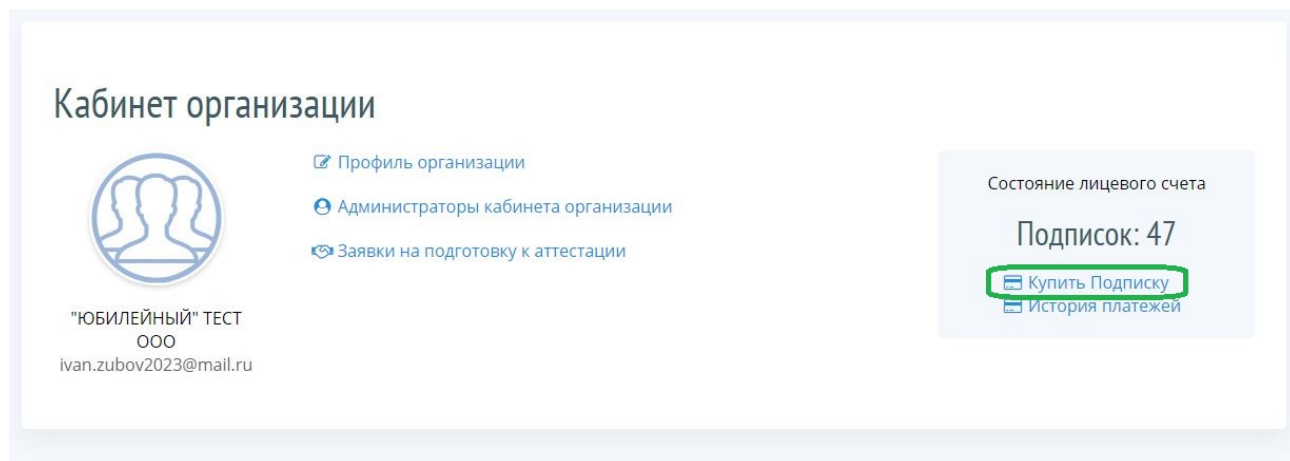 Кабинет организации
Профиль организации
Администраторы кабинета организации
Заявки на подготовку к аттестации
"ЮБИЛЕЙНЫЙ" ТЕСТ
ООО
ivan.zubov2023@mail.ru
Состояние лицевого счета
Подписок: 47
Купить Подписку
История платежей